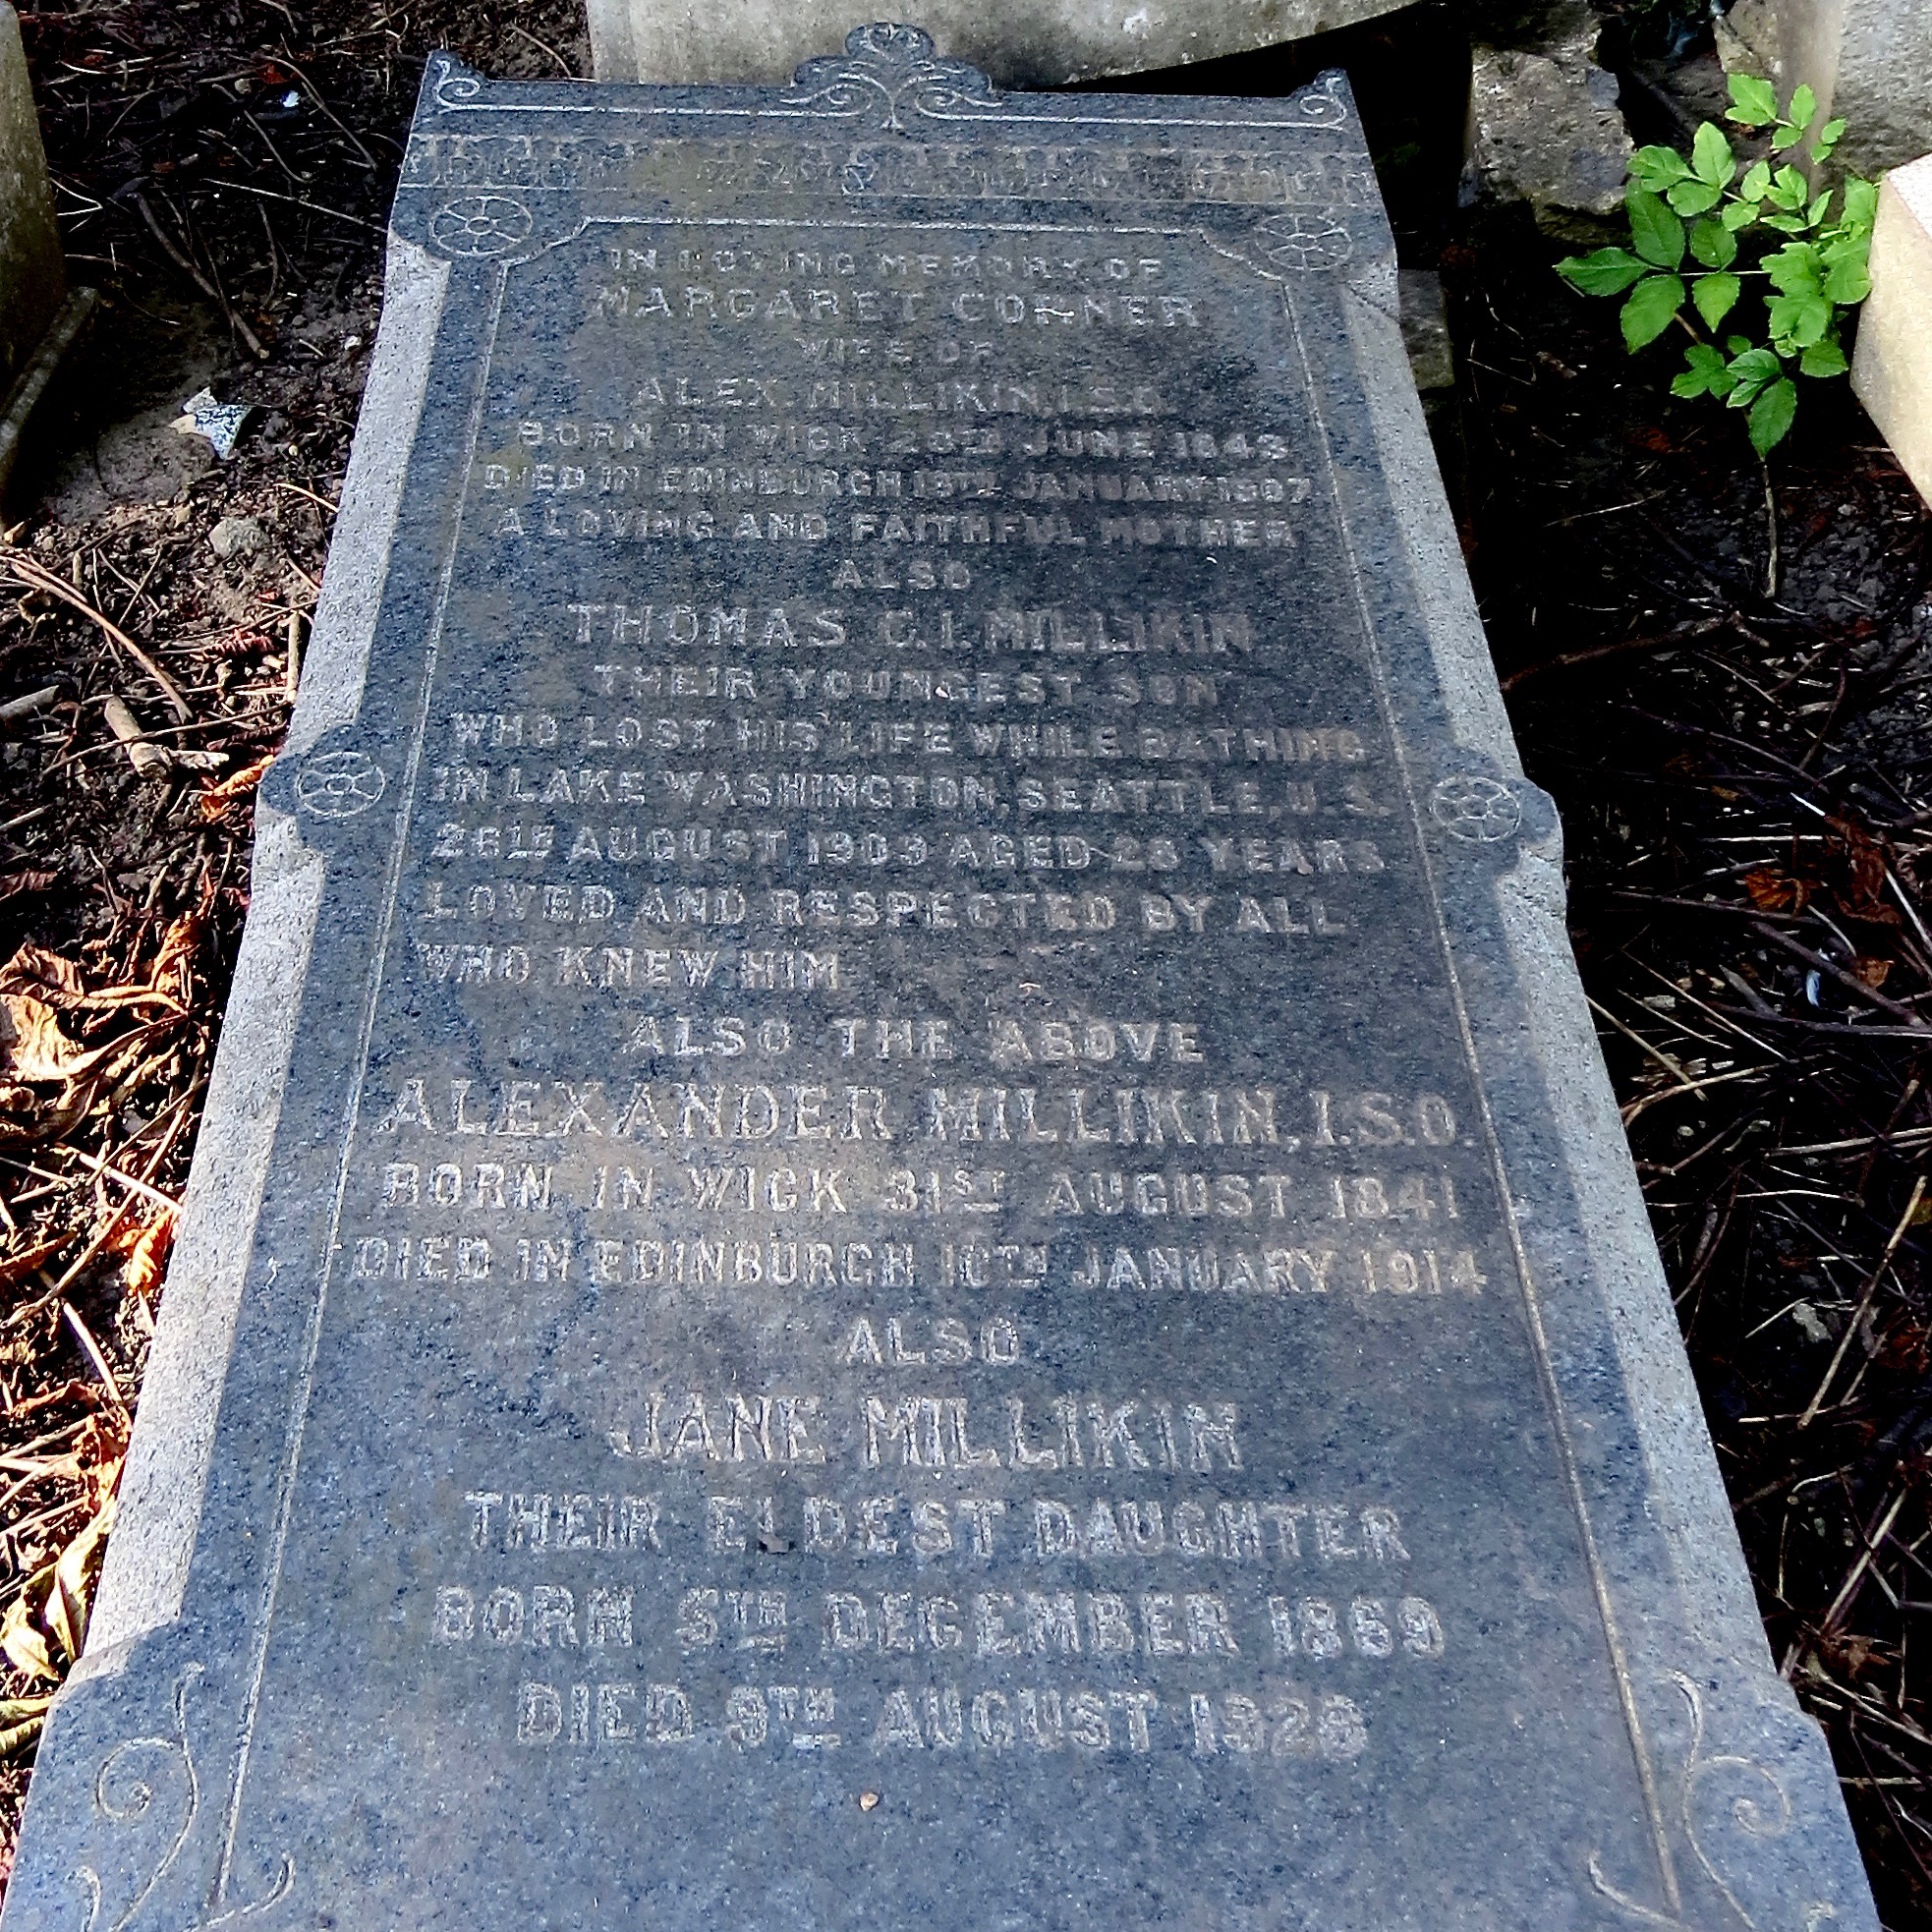 IN LOVING MEMORY OF
MARGARET CORNER
WIFE OF
ALEX. MILLIKIN, I.S.O.
BORN IN WICK JUNE 1843
DIED IN EDINBURGH JANUARY 1907
A LOVING AND FAITHFUL MOTHER
ALSO
THOMAS C. I. MILLIKIN
THEIR YOUNGEST SON
WHO LOST HIS LIFE WHILE BATHING
IN LAKE WASHINGTON, SEATTLE, U.S.
26TH AUGUST 1909 AGED 28 YEARS
LOVED AND RESPECTED BY ALL
WHO KNEW HIM
ALSO THE ABOVE
ALEXANDER MILLIKIN, I.S.O.
BORN IN WICK 31ST AUGUST 1841
DIED IN EDINBURGH 10TH JANUARY 1914
ALSO
JANE MILLIKIN
THEIR ELDEST DAUGHTER
BORN 5TH DECEMBER 1869
DIED 9TH AUGUST 1928